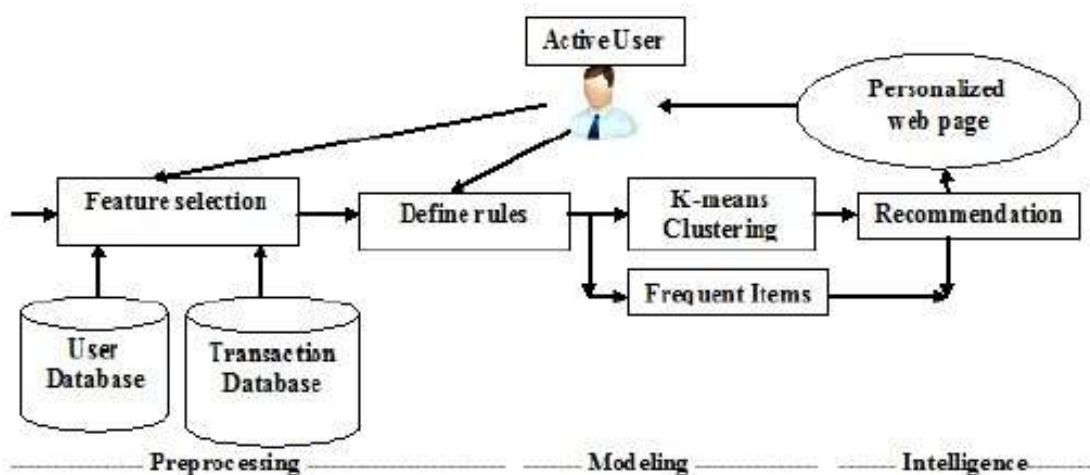 Active User
Personalized
web page
Feature selection
Define rules
K-means
Clustering
Recommendation
Frequent Items
User
Database
Transaction
Database
Preprocessing
Modeling
Intelligence